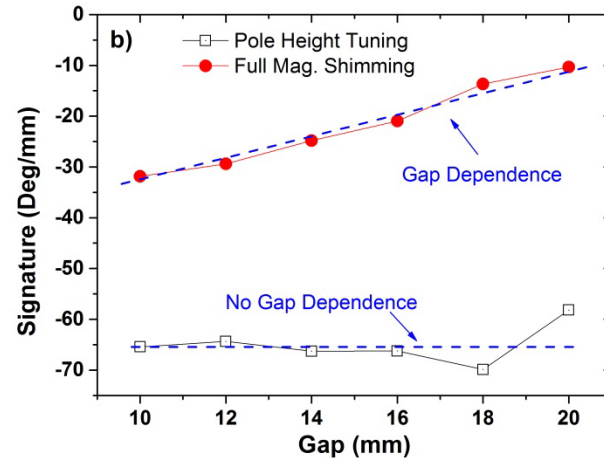 b)
Pole Height Tuning
Full Mag. Shimming
Gap Dependence
No Gap Dependence
Signature (Deg/mm)
0
-10
-20
-30
-40
-50
-60
-70
10 12 14 16 18 20
Gap (mm)